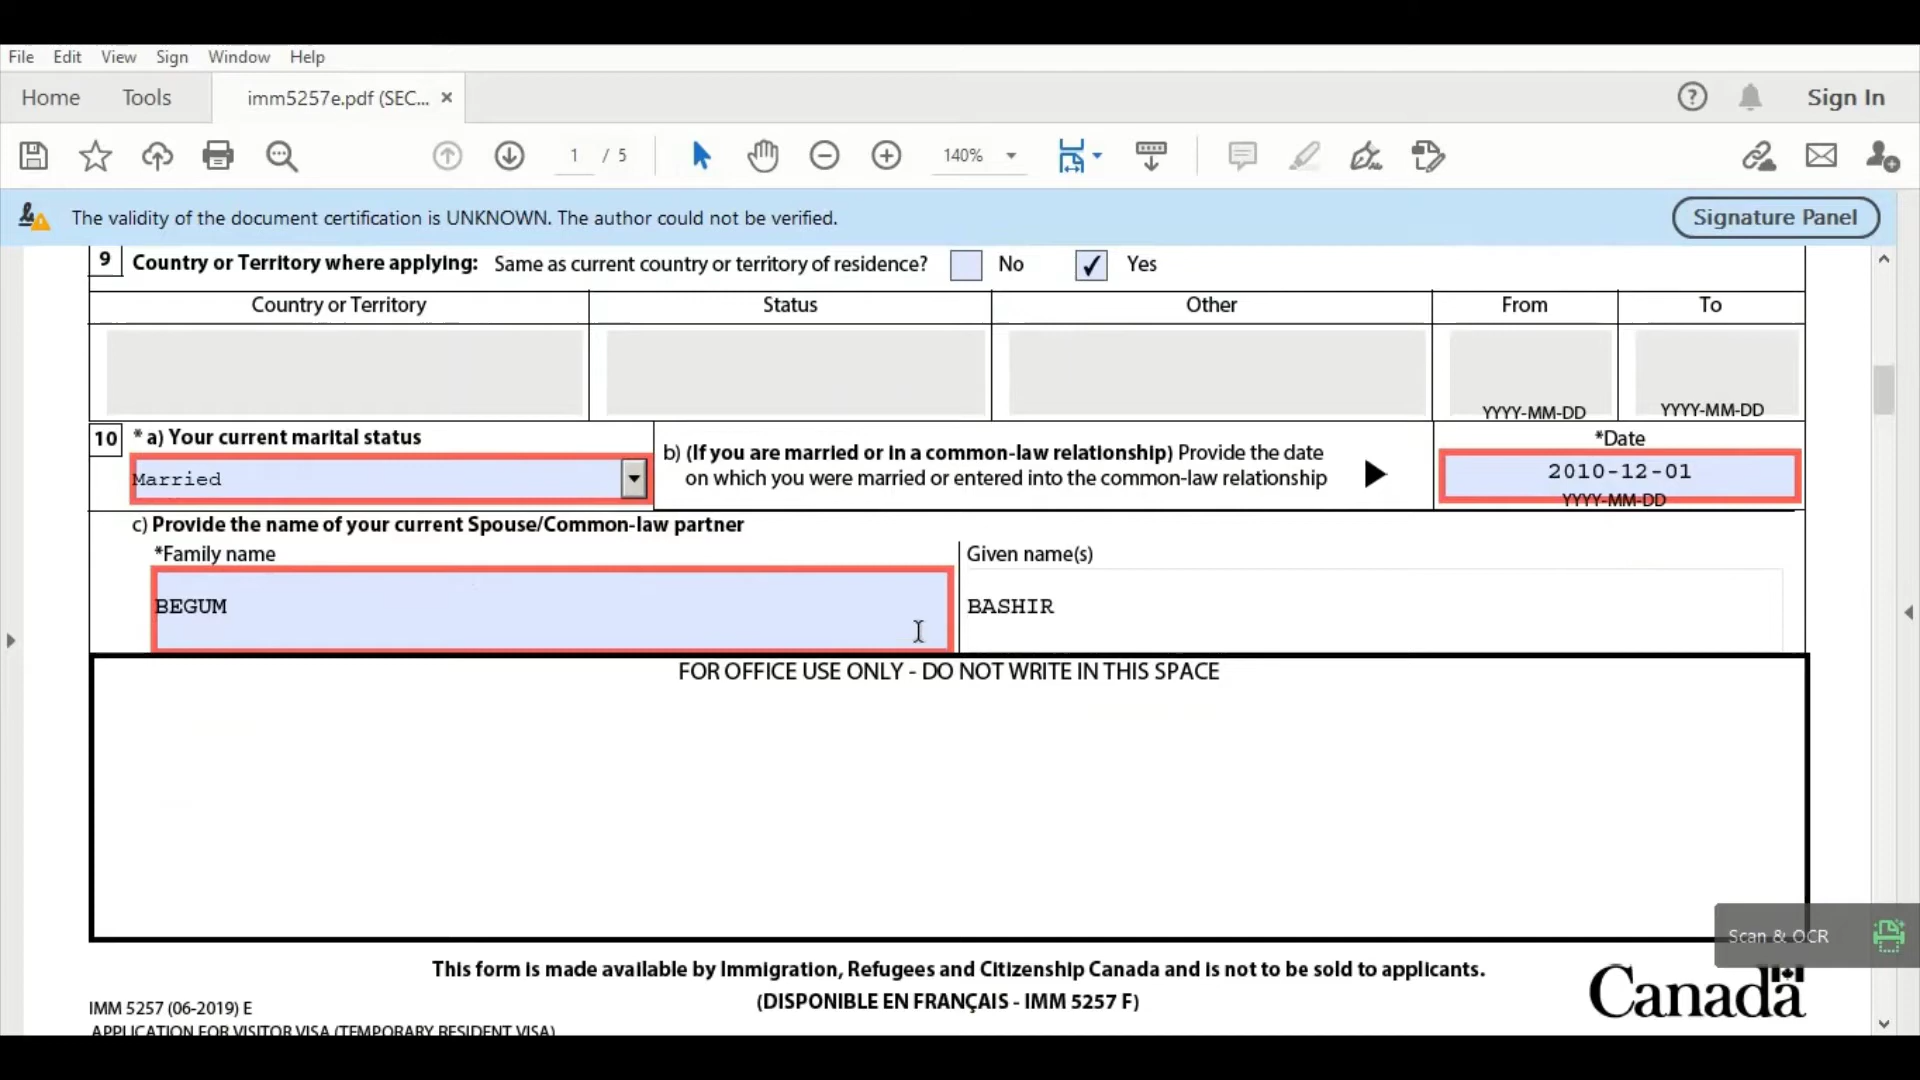 File Edit View Sign Window Help
Home Tools imm5257e.pdf (SEC... × Sign In
1 / 5 140%
The validity of the document certification is UNKNOWN. The author could not be verified. Signature Panel
9 Country or Territory where applying: Same as current country or territory of residence? No ✓ Yes
Country or Territory Status Other From To
YYYY-MM-DD YYYY-MM-DD
10 * a) Your current marital status
Married
b) (If you are married or in a common-law relationship) Provide the date
on which you were married or entered into the common-law relationship
*Date
2010-12-01
YYYY-MM-DD
c) Provide the name of your current Spouse/Common-law partner
*Family name Given name(s)
BEGUM BASHIR
FOR OFFICE USE ONLY - DO NOT WRITE IN THIS SPACE
Scan & OCR
This form is made available by Immigration, Refugees and Citizenship Canada and is not to be sold to applicants.
(DISPONIBLE EN FRANÇAIS - IMM 5257 F)
Canada
IMM 5257 (06-2019) E
APPLICATION FOR VISITOR VISA (TEMPORARY RESIDENT VISA)